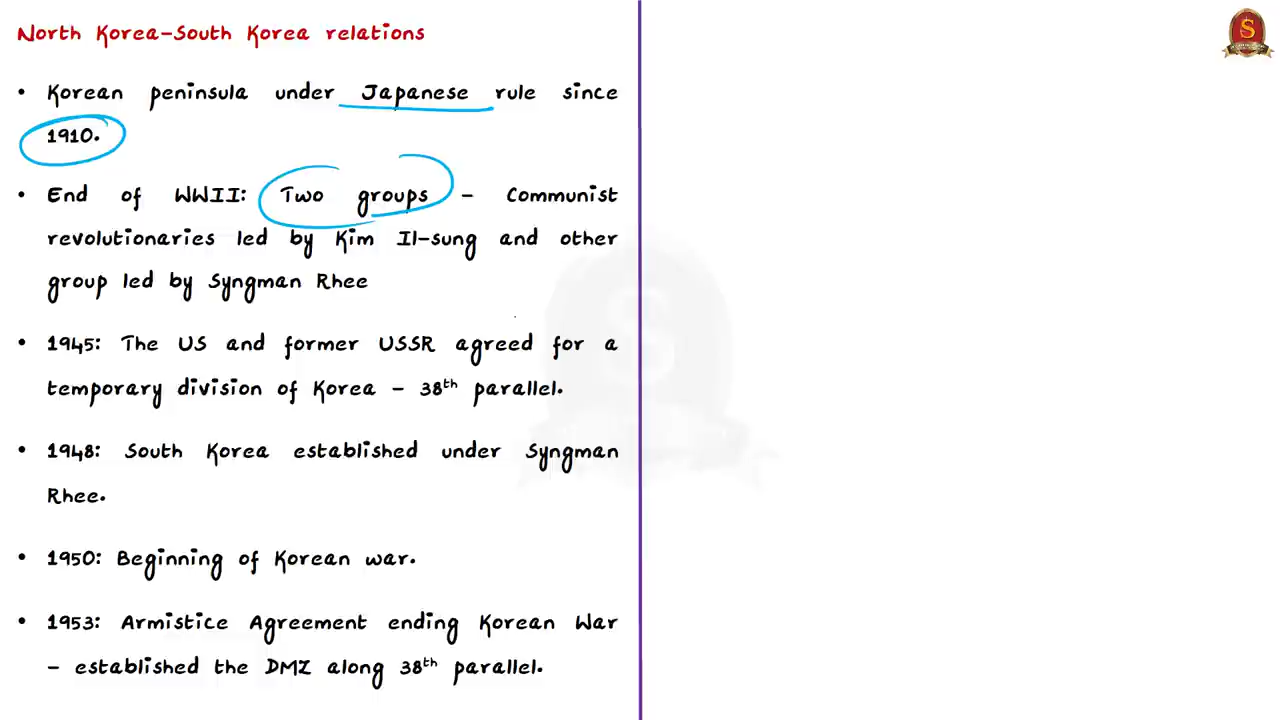 North Korea-South Korea relations
• Korean peninsula under Japanese rule since
1910.
• End of WWII: Two groups - Communist
revolutionaries led by Kim Il-sung and other
group led by Syngman Rhee
• 1945: The US and former USSR agreed for a
temporary division of Korea - 38th parallel.
• 1948: South Korea established under Syngman
Rhee.
• 1950: Beginning of Korean war.
• 1953: Armistice Agreement ending Korean War
- established the DMZ along 38th parallel.
S